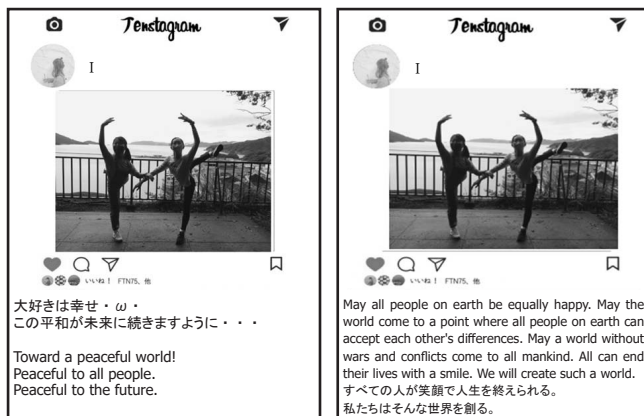 Tenstagram
I
いいね! FTN75、他
大好きは幸せ・ω・
この平和が未来に続きますように・・・
Toward a peaceful world!
Peaceful to all people.
Peaceful to the future.
Tenstagram
I
いいね! FTN75、他
May all people on earth be equally happy. May the
world come to a point where all people on earth can
accept each other's differences. May a world without
wars and conflicts come to all mankind. All can end
their lives with a smile. We will create such a world.
すべての人が笑顔で人生を終えられる。
私たちはそんな世界を創る。